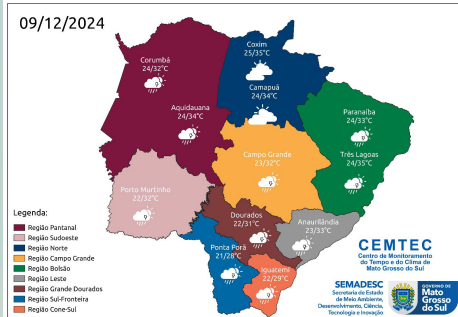 09/12/2024
Corumbá
24/32°C
Coxim
25/35°C
Camapuã
24/34°C
Aquidauana
24/34°C
Paranaíba
24/33°C
Três Lagoas
24/35°C
Campo Grande
23/32°C
Porto Murtinho
22/32°C
Dourados
22/31°C
Anaurilândia
23/33°C
Ponta Porã
21/28°C
Iguatemi
22/29°C
Legenda:
Região Pantanal
Região Sudoeste
Região Norte
Região Campo Grande
Região Bolsão
Região Leste
Região Grande Dourados
Região Sul-Fronteira
Região Cone-Sul
CEMTEC
Centro de Monitoramento
do Tempo e do Clima de
Mato Grosso do Sul
SEMADESC
Secretaria de Estado
de Meio Ambiente,
Desenvolvimento, Ciência,
Tecnologia e Inovação
GOVERNO DE
Mato
Grosso
do Sul